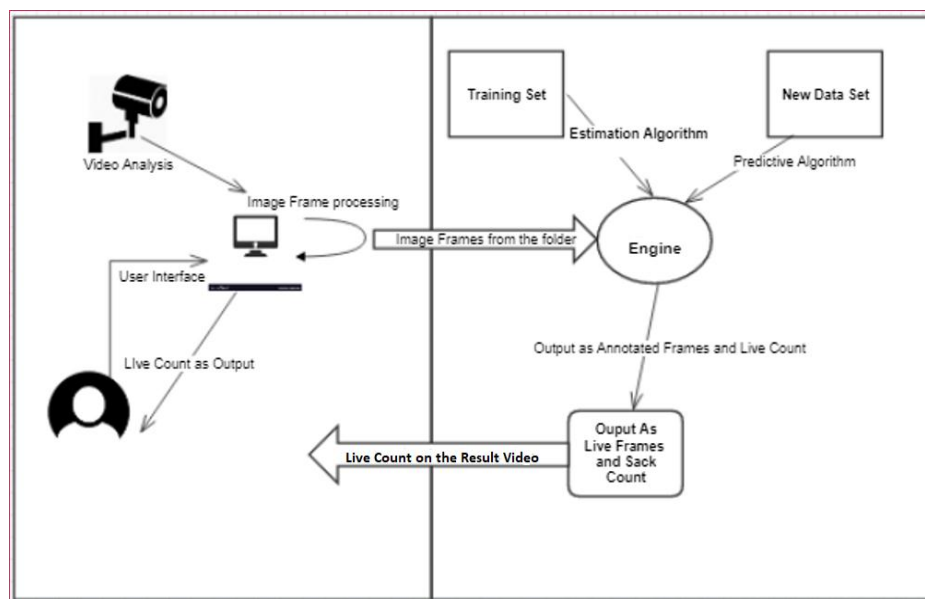 Video Analysis
Image Frame processing
User Interface
LIve Count as Output
Training Set
New Data Set
Estimation Algorithm
Predictive Algorithm
Image Frames from the folder
Engine
Output as Annotated Frames and Live Count
Ouput As
Live Frames
and Sack
Count
Live Count on the Result Video